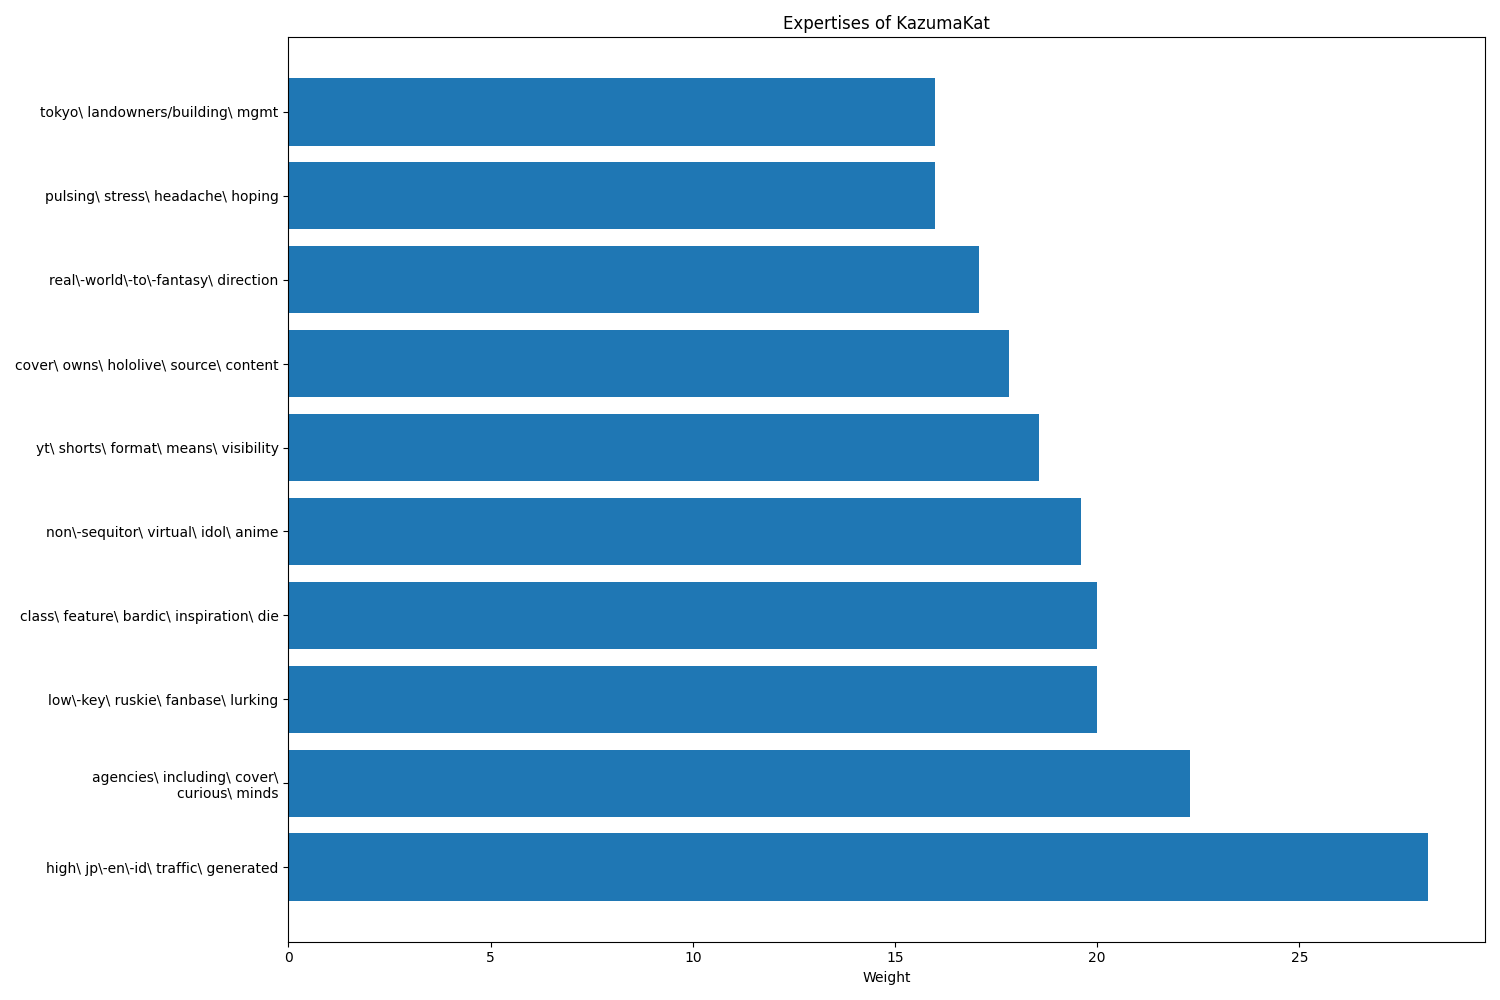 Expertises of KazumaKat
tokyo\ landowners/building\ mgmt
pulsing\ stress\ headache\ hoping
real\-world\-to\-fantasy\ direction
cover\ owns\ hololive\ source\ content
yt\ shorts\ format\ means\ visibility
non\-sequitor\ virtual\ idol\ anime
class\ feature\ bardic\ inspiration\ die
low\-key\ ruskie\ fanbase\ lurking
agencies\ including\ cover\
curious\ minds
high\ jp\-en\-id\ traffic\ generated
0 5 10 15 20 25
Weight